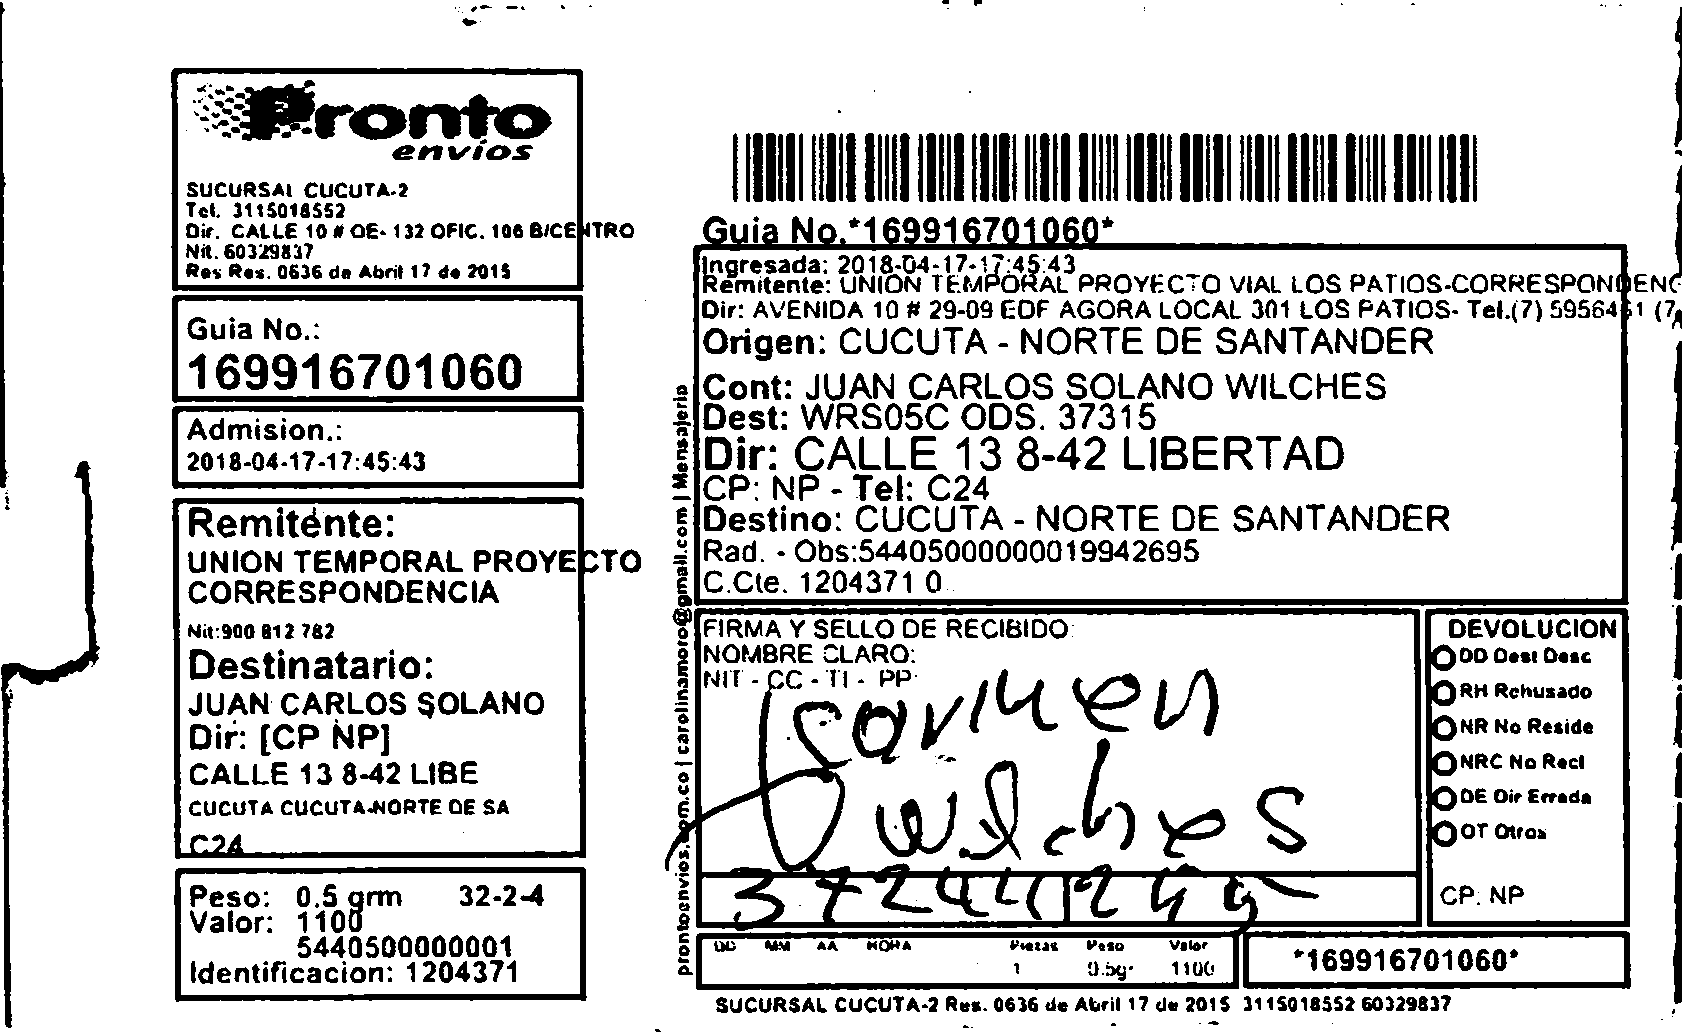 Pronto
envíos
SUCURSAL CUCUTA-2
Tel. 3115018552
Dir. CALLE 10 # OE- 132 OFIC. 106 B/CENTRO
Nit. 60329837
Res Res. 0636 de Abril 17 de 2015
Guia No.:
169916701060
Admision.:
2018-04-17-17:45:43
Remitente:
UNION TEMPORAL PROYECTO
CORRESPONDENCIA
Nit:900 812 782
Destinatario:
JUAN CARLOS SOLANO
Dir: [CP NP]
CALLE 13 8-42 LIBE
CUCUTA CUCUTA-NORTE DE SA
C24
Peso: 0.5 grm 32-2-4
Valor: 1100
5440500000001
Identificacion: 1204371
prontoenvios.com.co | carolinamoro@gmail.com | Mensajeria
Guia No.*169916701060*
Ingresada: 2018-04-17-17:45:43
Remitente: UNION TEMPORAL PROYECTO VIAL LOS PATIOS-CORRESPONDENC
Dir: AVENIDA 10 # 29-09 EDF AGORA LOCAL 301 LOS PATIOS- Tel.(7) 5956461 (7
Origen: CUCUTA - NORTE DE SANTANDER
Cont: JUAN CARLOS SOLANO WILCHES
Dest: WRS05C ODS. 37315
Dir: CALLE 13 8-42 LIBERTAD
CP: NP - Tel: C24
Destino: CUCUTA - NORTE DE SANTANDER
Rad. - Obs:544050000000019942695
C.Cte. 1204371 0
FIRMA Y SELLO DE RECIBIDO:
NOMBRE CLARO:
NIT - CC - TI - PP
Carmen
Wilches
DD MM AA HORA Piezas Peso Valor
1 0.5gr 1100
DEVOLUCION
DD Dest Desc
RH Rehusado
NR No Reside
NRC No Recl
DE Dir Errada
OT Otros
CP: NP
*169916701060*
SUCURSAL CUCUTA-2 Res. 0636 de Abril 17 de 2015 3115018552 60329837